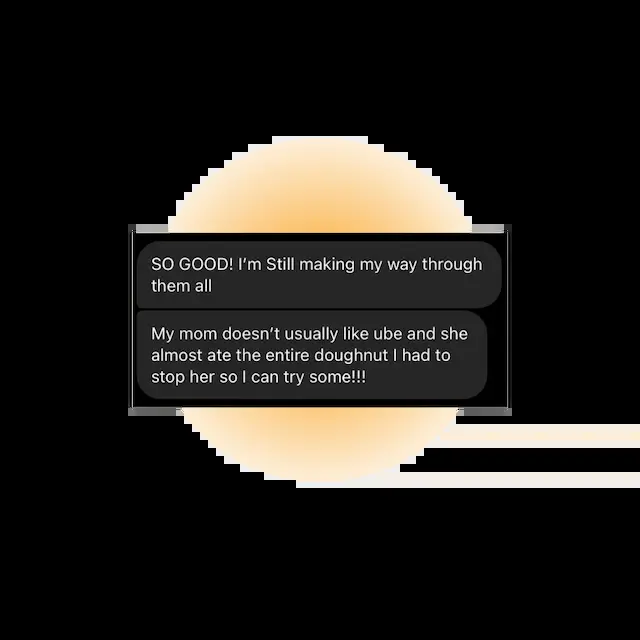 SO GOOD! I’m Still making my way through
them all
My mom doesn’t usually like ube and she
almost ate the entire doughnut I had to
stop her so I can try some!!!